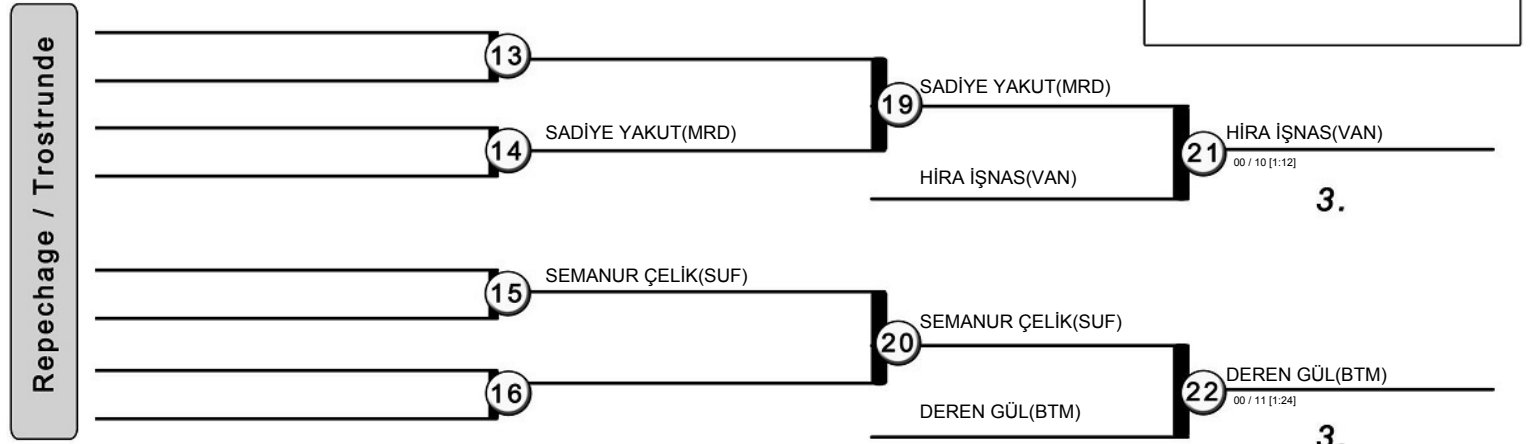 Repechage / Trostrunde
13
SADİYE YAKUT(MRD)
19
14
SADİYE YAKUT(MRD)
HİRA İŞNAS(VAN)
21
00 / 10 [1:12]
HİRA İŞNAS(VAN)
3.
SEMANUR ÇELİK(SUF)
15
SEMANUR ÇELİK(SUF)
20
DEREN GÜL(BTM)
16
22
00 / 11 [1:24]
DEREN GÜL(BTM)
3.